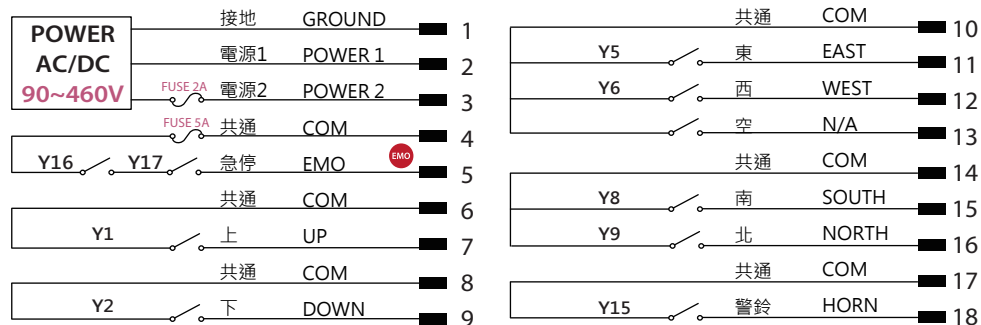 POWER
AC/DC
90~460V
接地 GROUND 1
電源1 POWER 1 2
FUSE 2A 電源2 POWER 2 3
FUSE 5A 共通 COM 4
Y16 Y17 急停 EMO EMO 5
共通 COM 6
Y1 上 UP 7
共通 COM 8
Y2 下 DOWN 9
共通 COM 10
Y5 東 EAST 11
Y6 西 WEST 12
空 N/A 13
共通 COM 14
Y8 南 SOUTH 15
Y9 北 NORTH 16
共通 COM 17
Y15 警鈴 HORN 18